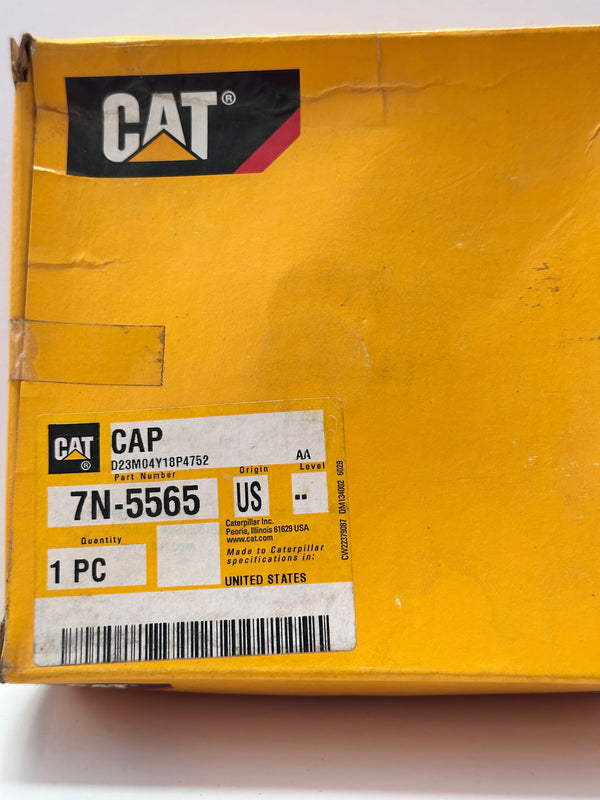 CAT®
CAT®
CAP
D23M04Y18P4752
AA
Part Number
Origin
Level
7N-5565
US
--
Caterpillar Inc.
Peoria, Illinois 61629 USA
www.cat.com
Quantity
1 PC
Made to Caterpillar
specifications in:
UNITED STATES
CW22379087 DM134002 6029